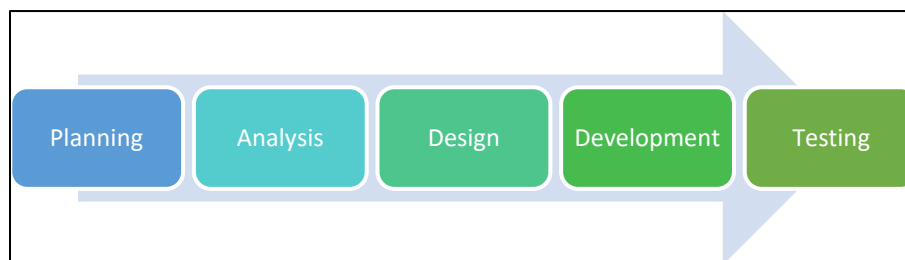 Planning
Analysis
Design
Development
Testing